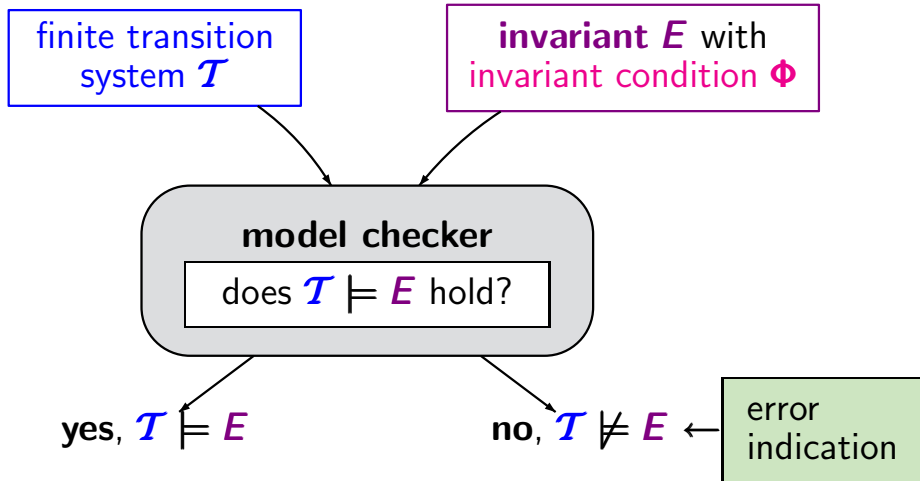 finite transition
system 𝓣
invariant E with
invariant condition Φ
model checker
does 𝓣 ⊨ E hold?
yes, 𝓣 ⊨ E
no, 𝓣 ⊭ E ←
error
indication